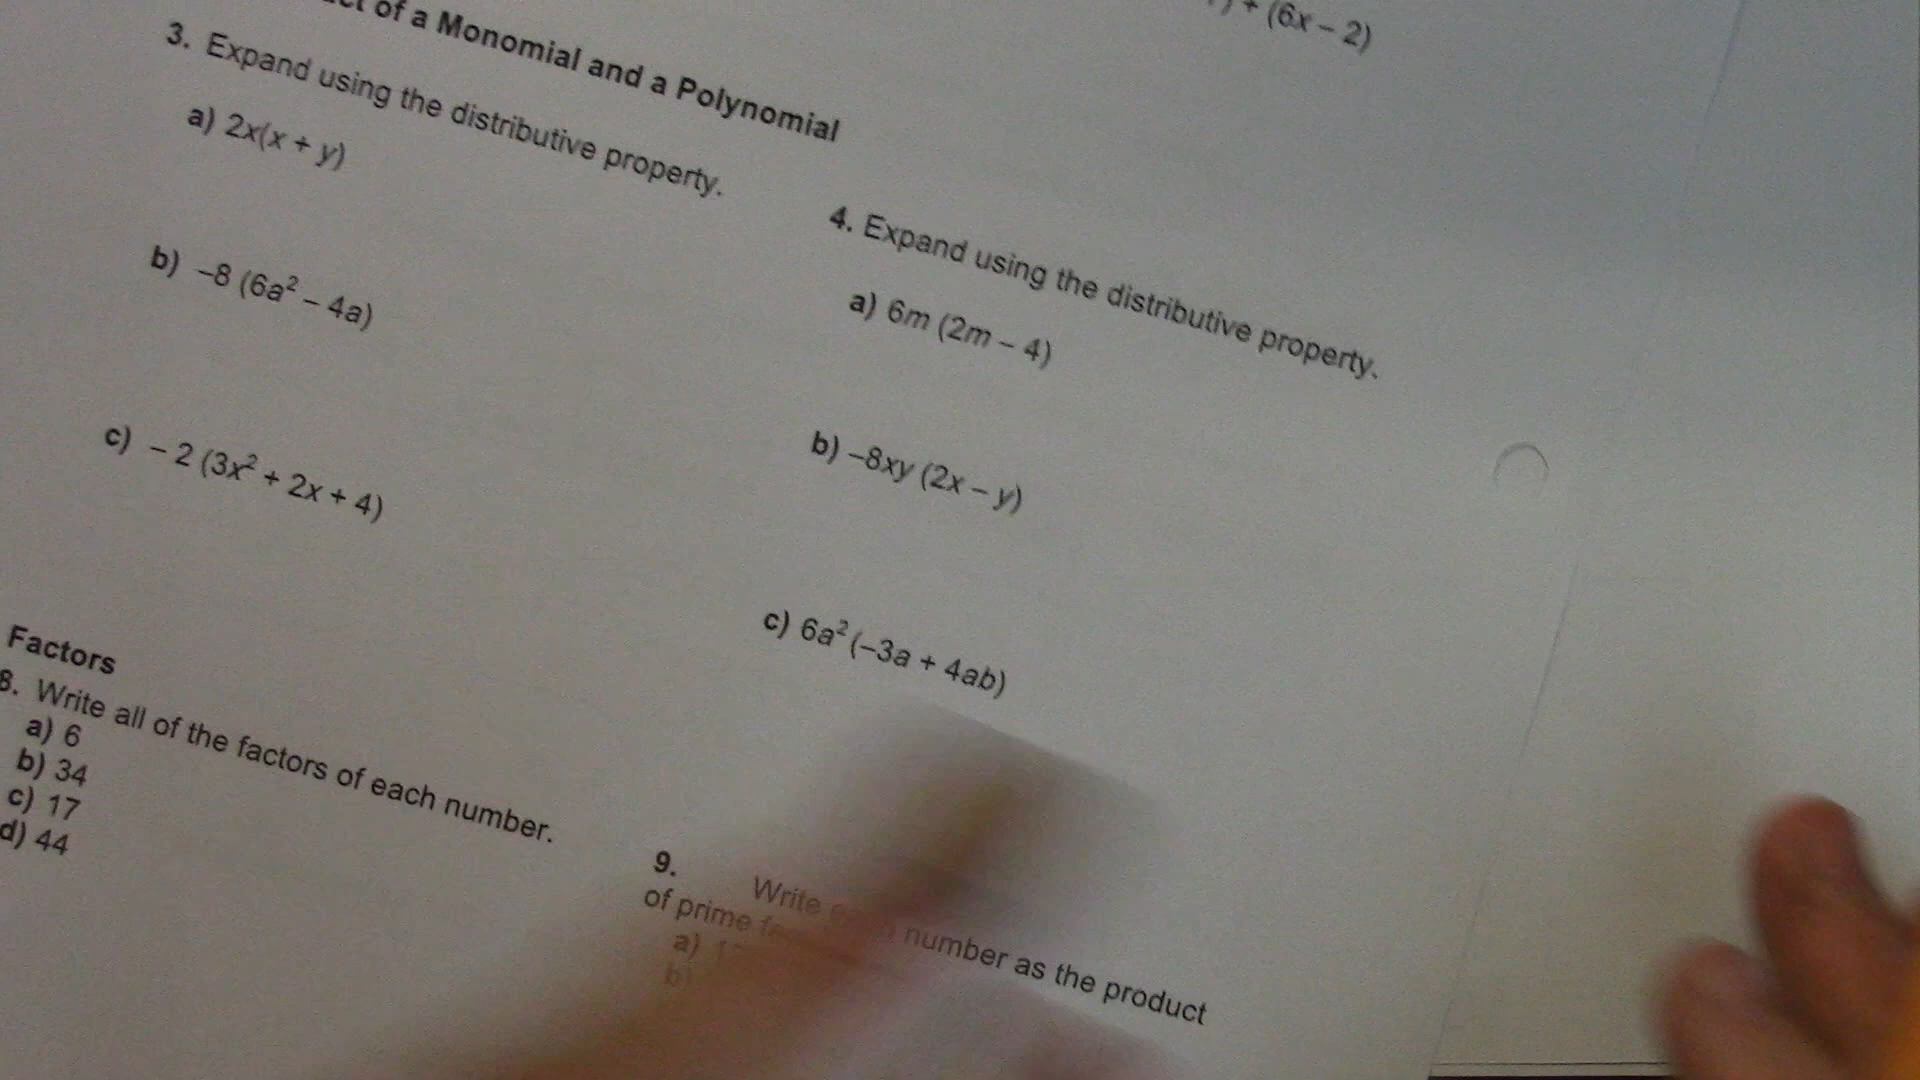 of a Monomial and a Polynomial
+ (6x – 2)
3. Expand using the distributive property.
a) 2x(x + y)
b) –8 (6a² – 4a)
c) – 2 (3x² + 2x + 4)
4. Expand using the distributive property.
a) 6m (2m – 4)
b) –8xy (2x – y)
c) 6a² (–3a + 4ab)
Factors
8. Write all of the factors of each number.
a) 6
b) 34
c) 17
d) 44
9. Write number as the product
of prime
a)
b)